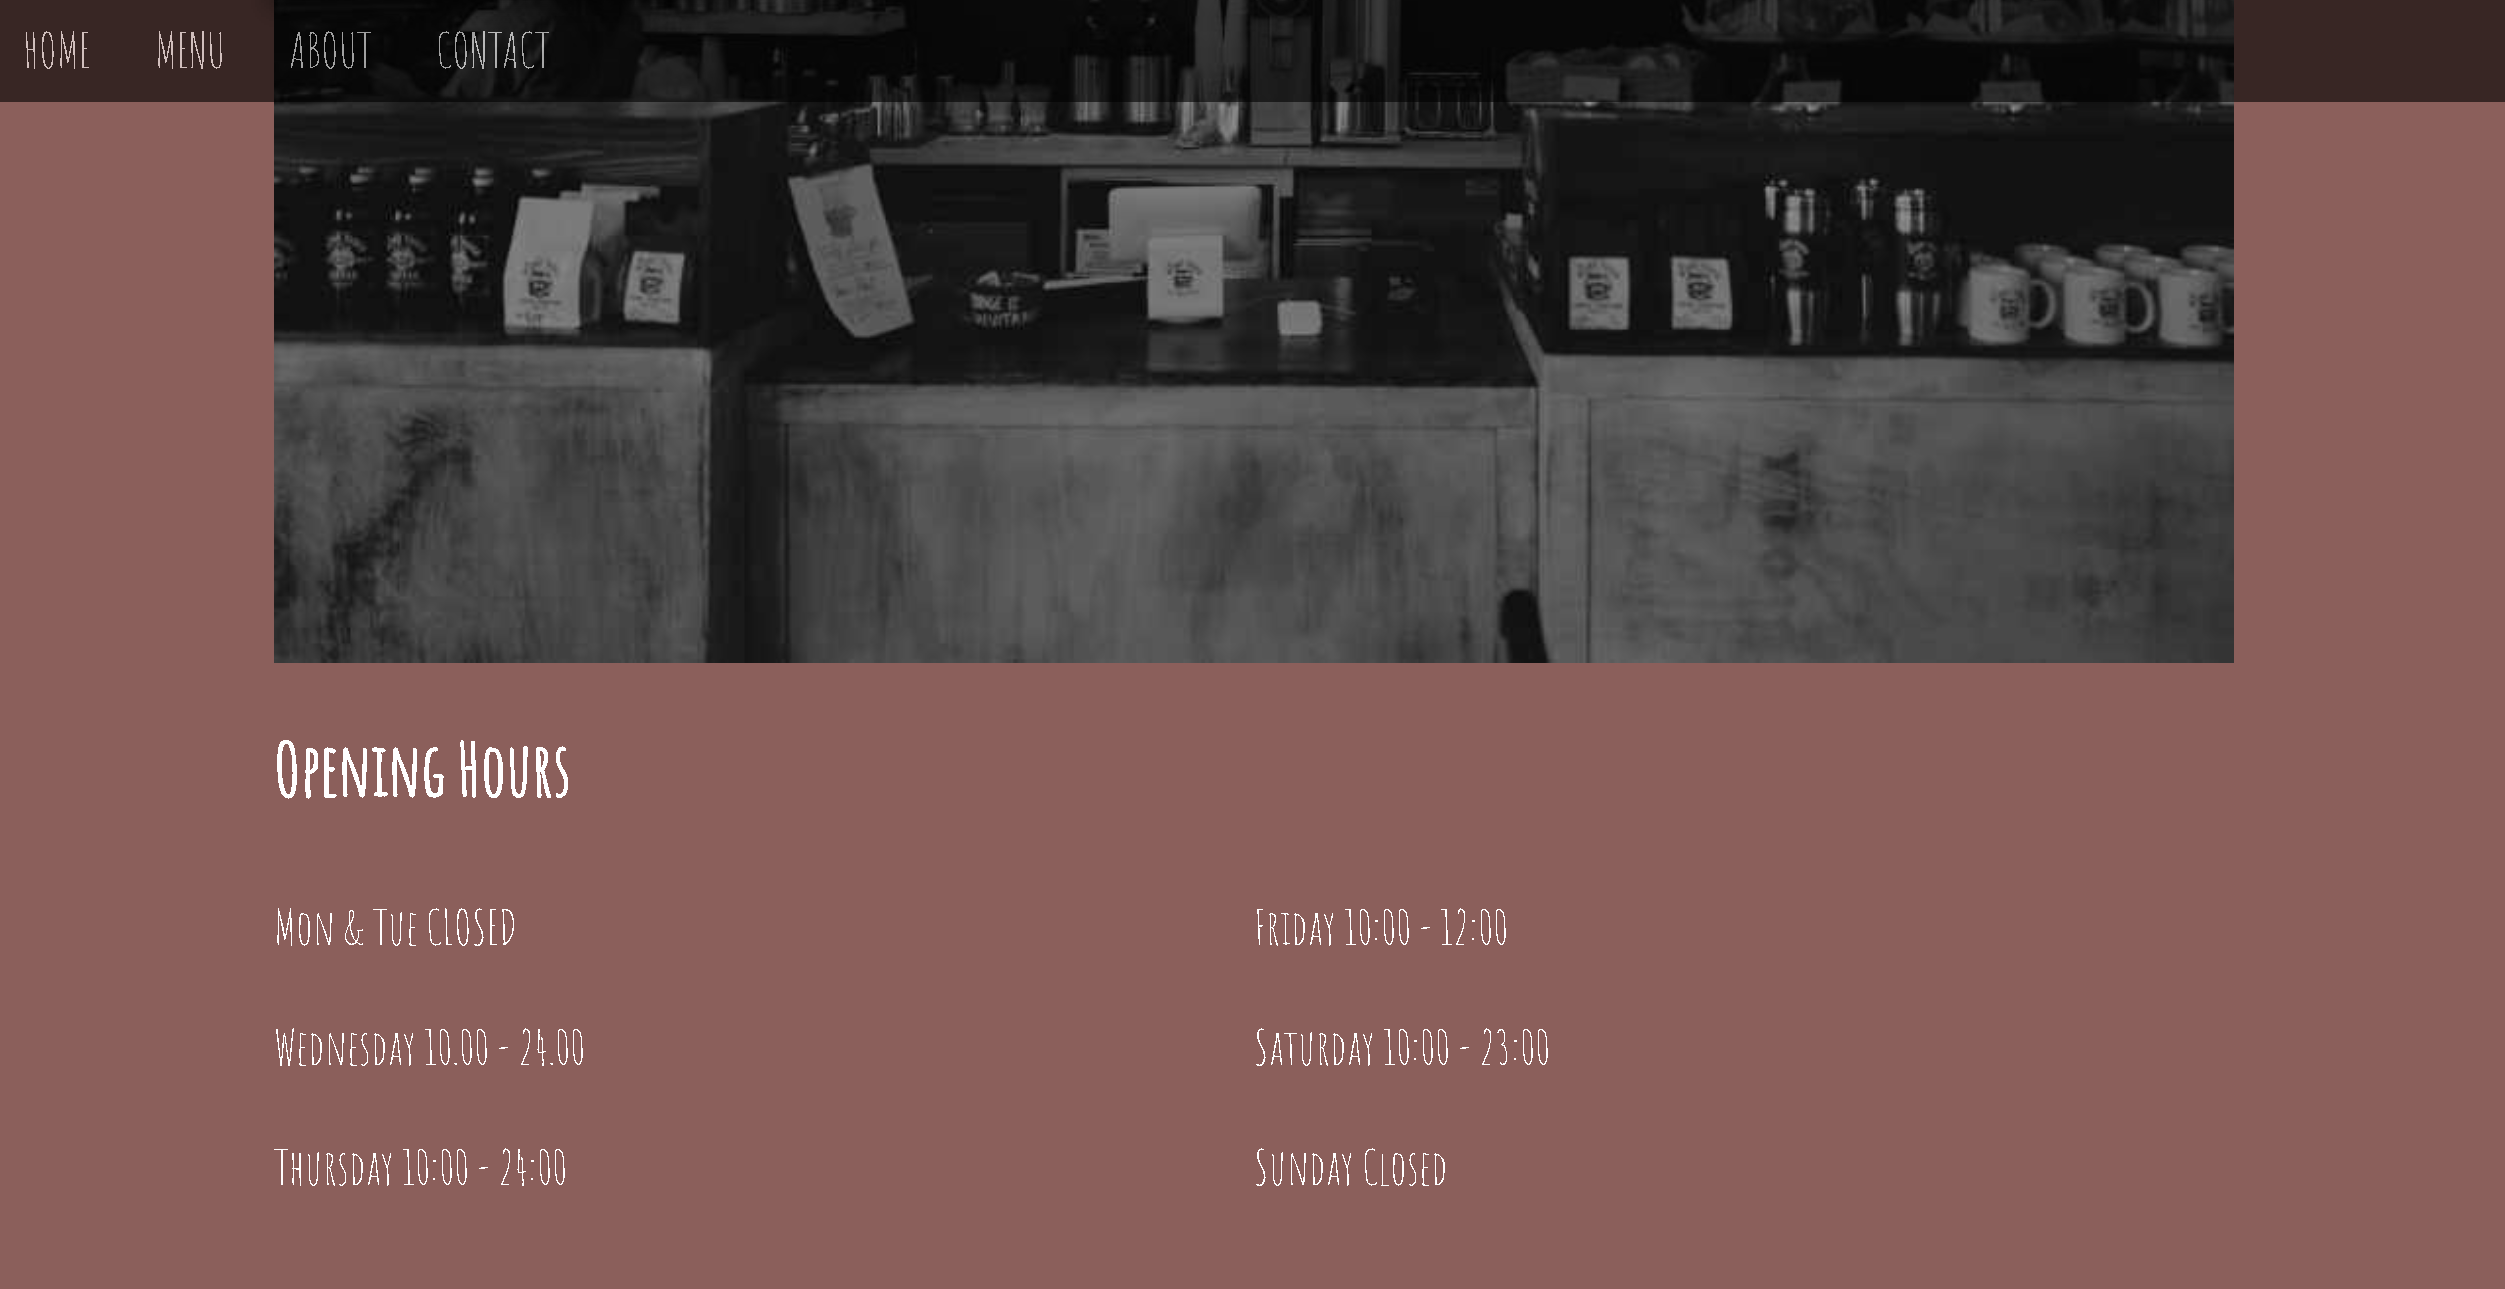 HOME MENU ABOUT CONTACT
Opening Hours
Mon & Tue CLOSED
Wednesday 10.00 - 24.00
Thursday 10:00 - 24:00
Friday 10:00 - 12:00
Saturday 10:00 - 23:00
Sunday Closed